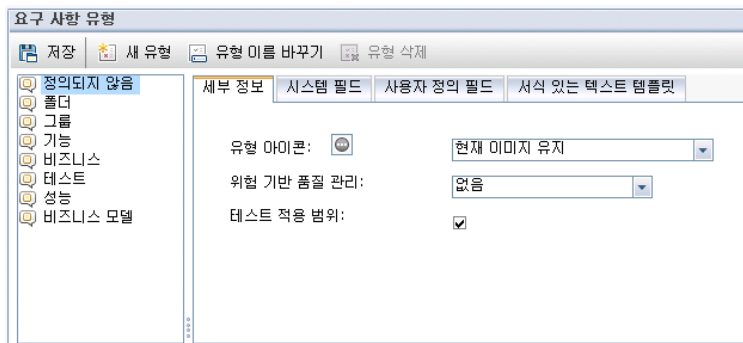 요구 사항 유형
저장 새 유형 유형 이름 바꾸기 유형 삭제
정의되지 않음
폴더
그룹
기능
비즈니스
테스트
성능
비즈니스 모델
세부 정보 시스템 필드 사용자 정의 필드 서식 있는 텍스트 템플릿
유형 아이콘: 현재 이미지 유지
위험 기반 품질 관리: 없음
테스트 적용 범위: